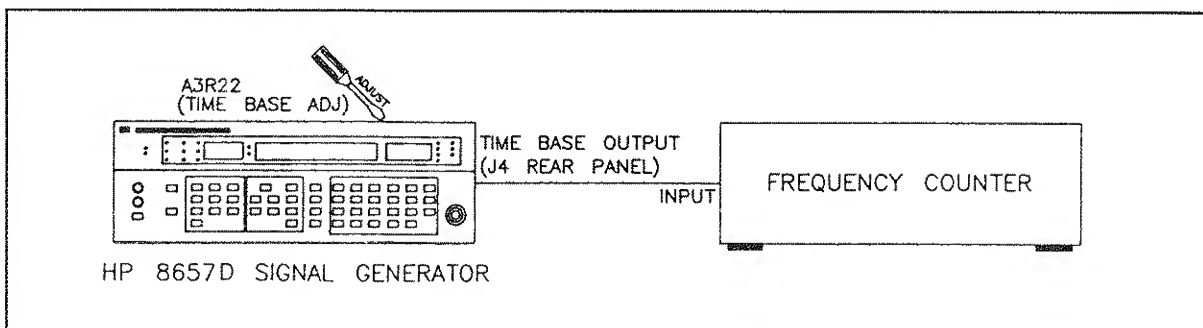 A3R22
(TIME BASE ADJ)
ADJUST
TIME BASE OUTPUT
(J4 REAR PANEL)
INPUT
FREQUENCY COUNTER
HP 8657D SIGNAL GENERATOR